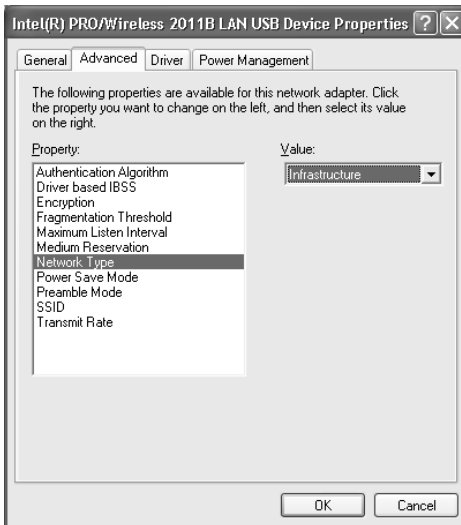 Intel(R) PRO/Wireless 2011B LAN USB Device Properties
General Advanced Driver Power Management
The following properties are available for this network adapter. Click
the property you want to change on the left, and then select its value
on the right.
Property: Value:
Authentication Algorithm Infrastructure
Driver based IBSS
Encryption
Fragmentation Threshold
Maximum Listen Interval
Medium Reservation
Network Type
Power Save Mode
Preamble Mode
SSID
Transmit Rate
OK Cancel